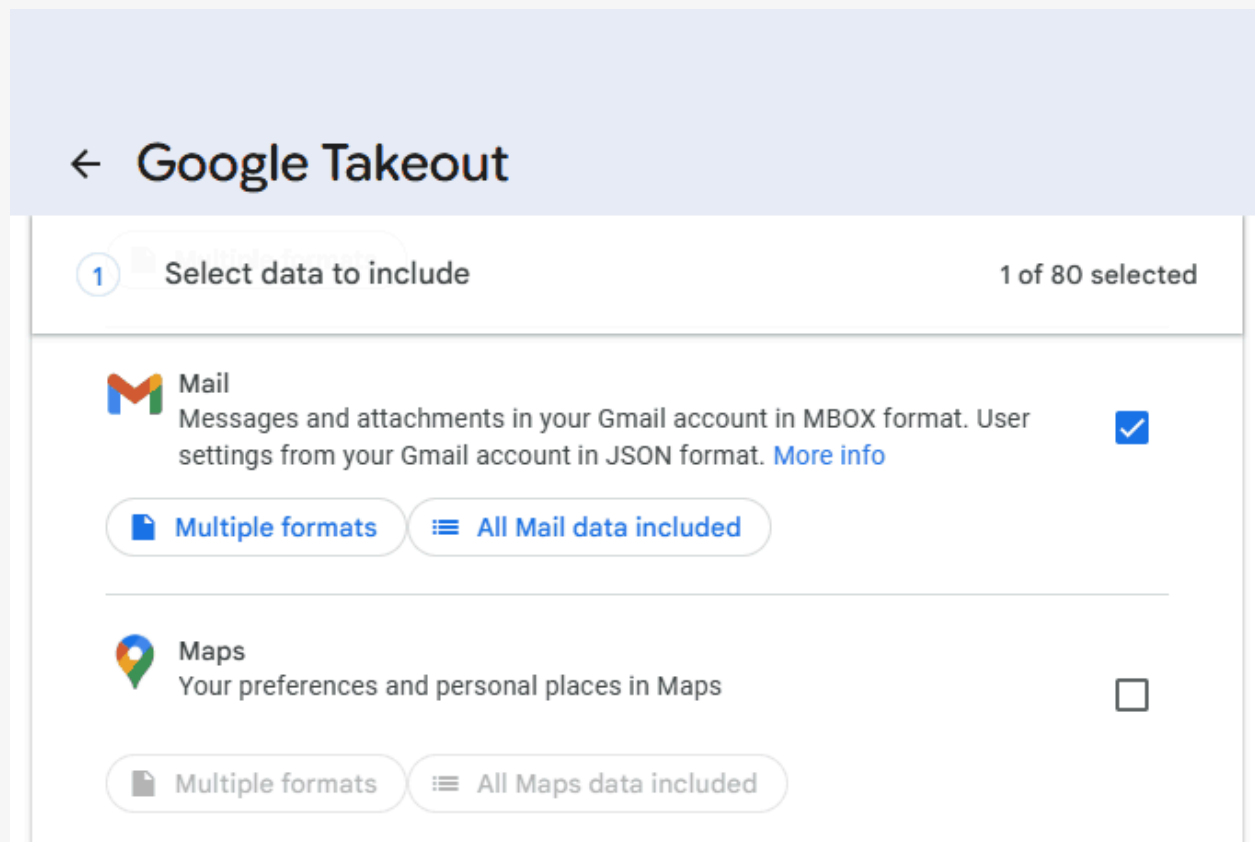 Google Takeout
Multiple formats
1 Select data to include 1 of 80 selected
Mail
Messages and attachments in your Gmail account in MBOX format. User
settings from your Gmail account in JSON format. More info
Multiple formats All Mail data included
Maps
Your preferences and personal places in Maps
Multiple formats All Maps data included